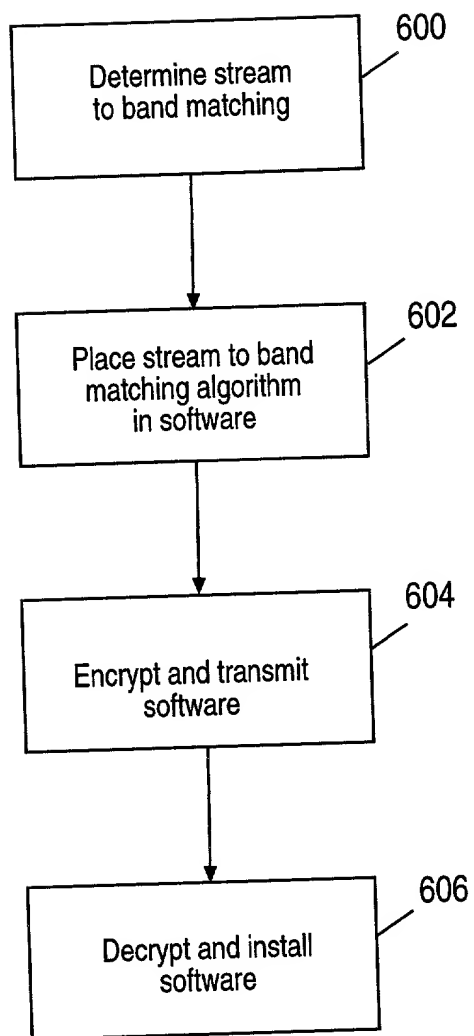 600
Determine stream
to band matching
602
Place stream to band
matching algorithm
in software
604
Encrypt and transmit
software
606
Decrypt and install
software